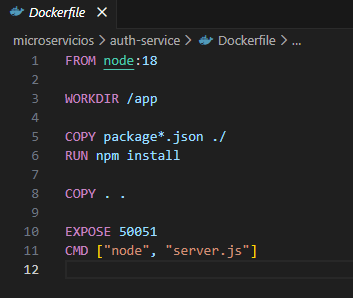 Dockerfile ×
microservicios > auth-service > Dockerfile > ...
1 FROM node:18
2
3 WORKDIR /app
4
5 COPY package*.json ./
6 RUN npm install
7
8 COPY . .
9
10 EXPOSE 50051
11 CMD ["node", "server.js"]
12